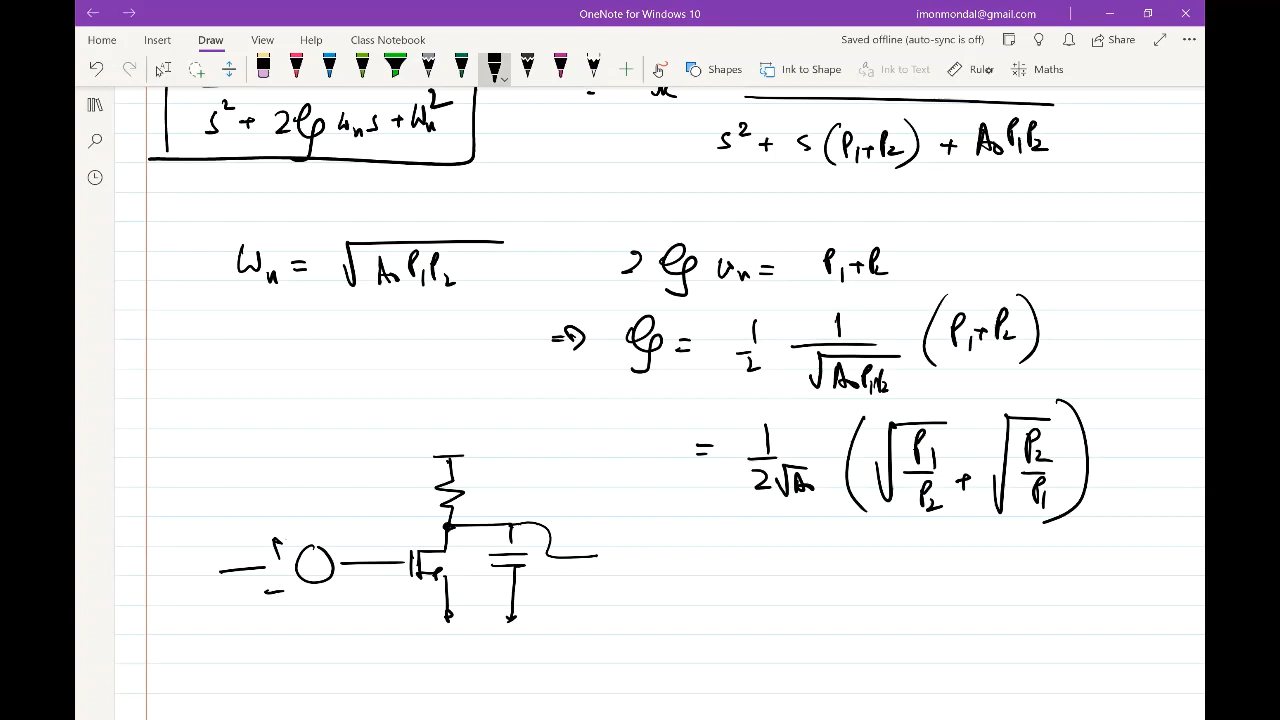 OneNote for Windows 10
imonmondal@gmail.com
Home Insert Draw View Help Class Notebook
Saved offline (auto-sync is off) Share
Shapes Ink to Shape Ink to Text Ruler Maths
s² + 2ζωₙs + ωₙ²
s² + s(P₁+P₂) + A₀P₁P₂
ωₙ = √(A₀P₁P₂)
2ζωₙ = P₁+P₂
⇒ ζ = 1/2 1/√(A₀P₁P₂) (P₁+P₂)
= 1/(2√A₀) (√(P₁/P₂) + √(P₂/P₁))